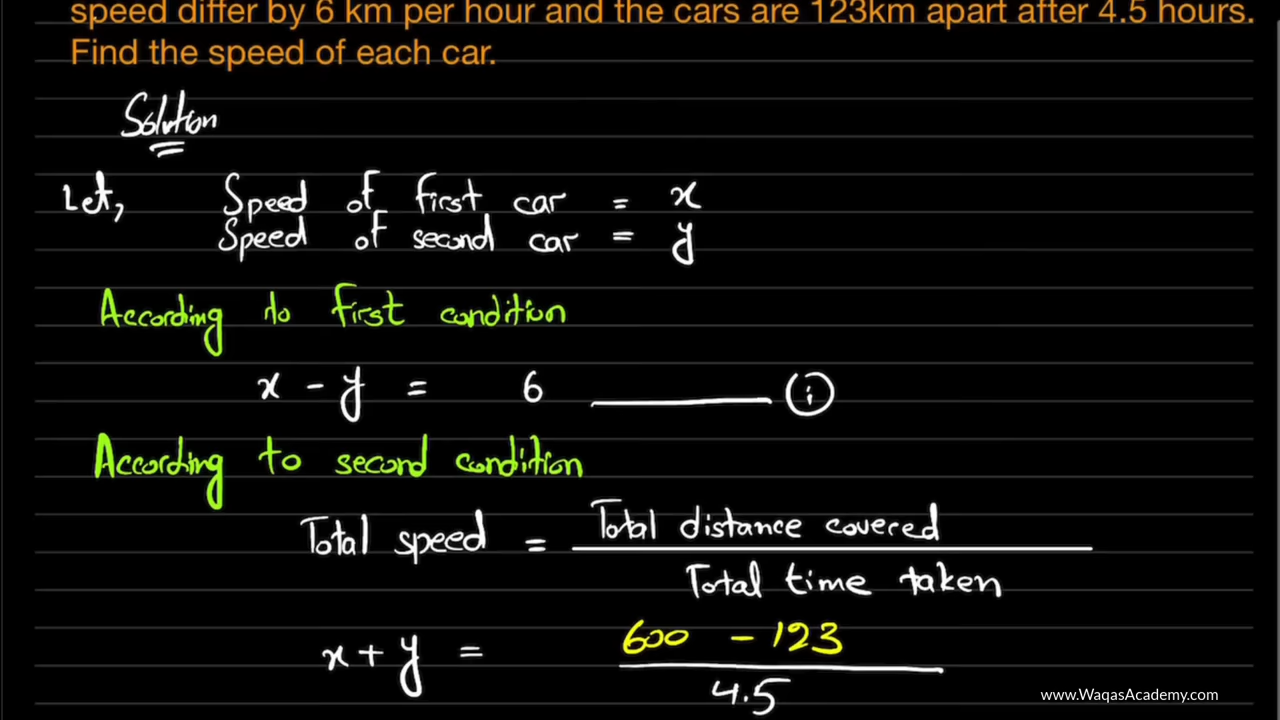 speed differ by 6 km per hour and the cars are 123km apart after 4.5 hours.
Find the speed of each car.
Solution
Let, Speed of first car = x
Speed of second car = y
According to first condition
x - y = 6 (i)
According to second condition
Total speed = Total distance covered
Total time taken
x + y = 600 - 123
4.5
www.WaqasAcademy.com